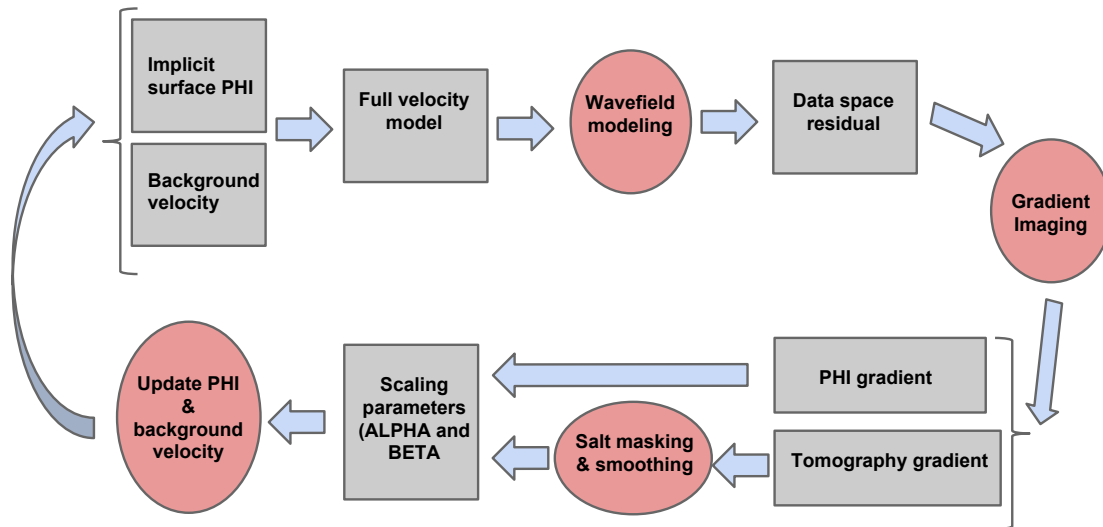 Implicit
surface PHI
Background
velocity
Full velocity
model
Wavefield
modeling
Data space
residual
Gradient
Imaging
PHI gradient
Tomography gradient
Salt masking
& smoothing
Scaling
parameters
(ALPHA and
BETA
Update PHI
&
background
velocity